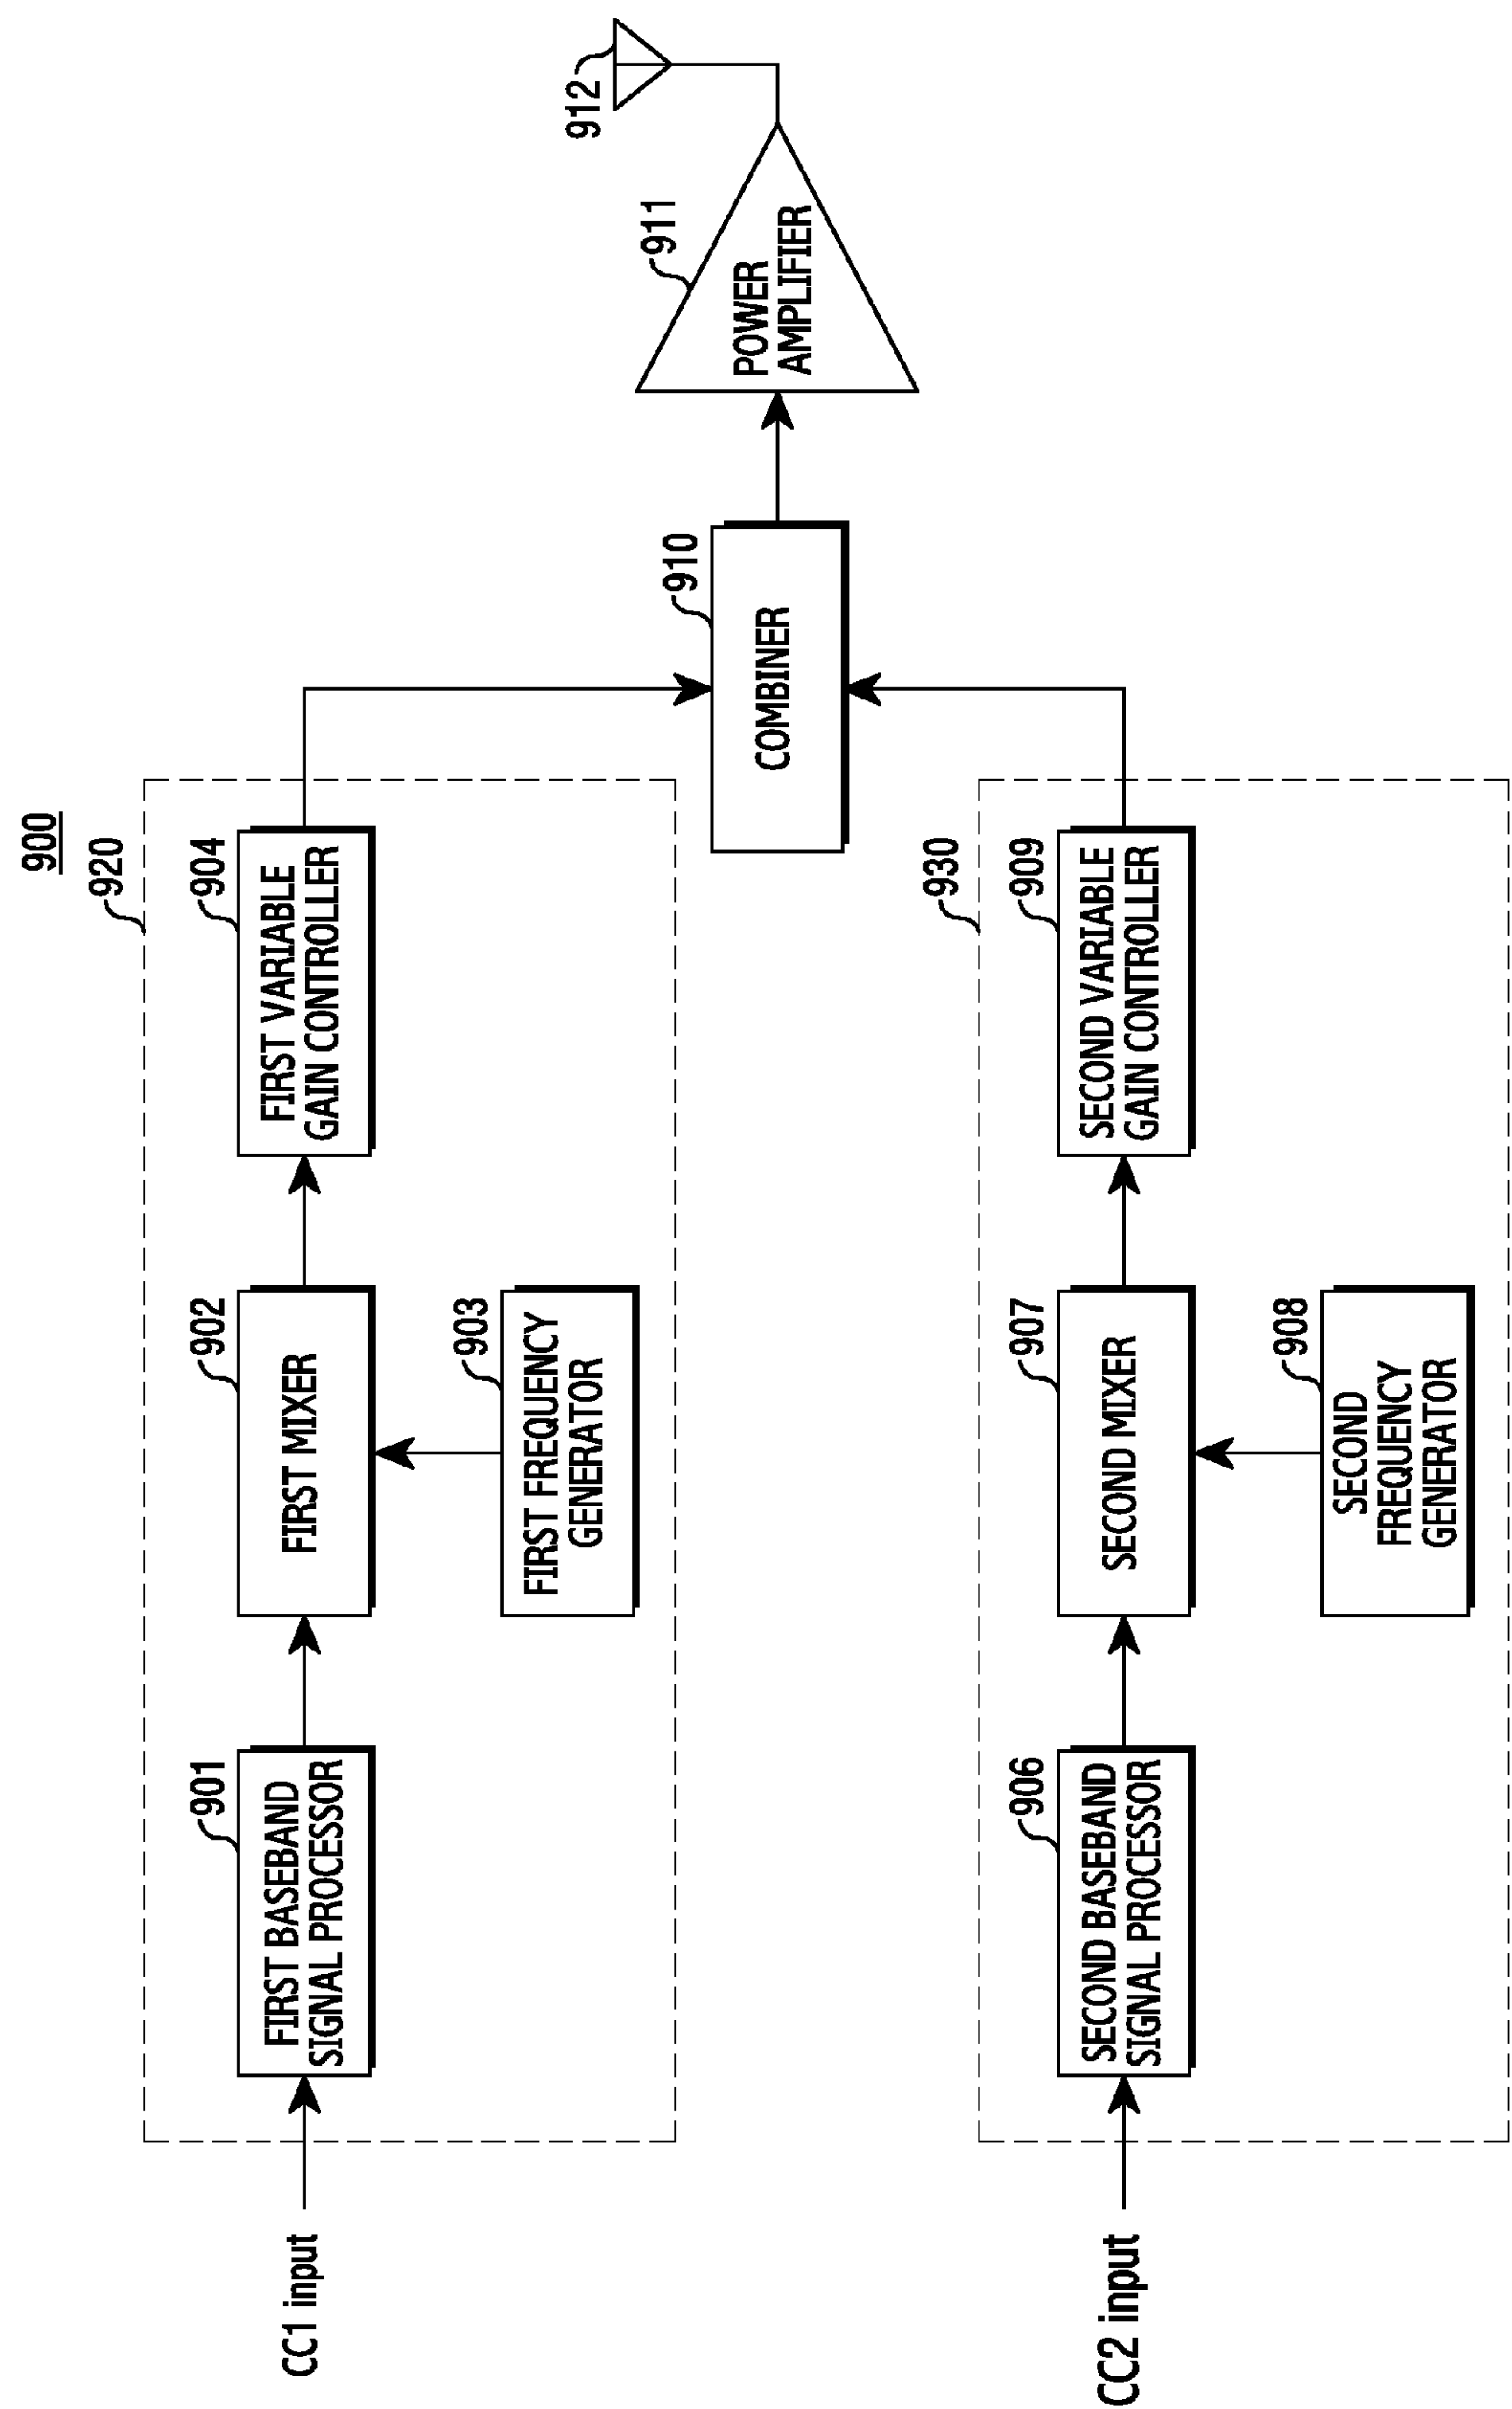 900
920
CC1 input
901
FIRST BASEBAND
SIGNAL PROCESSOR
902
FIRST MIXER
903
FIRST FREQUENCY
GENERATOR
904
FIRST VARIABLE
GAIN CONTROLLER
910
COMBINER
911
POWER
AMPLIFIER
912
930
CC2 input
906
SECOND BASEBAND
SIGNAL PROCESSOR
907
SECOND MIXER
908
SECOND
FREQUENCY
GENERATOR
909
SECOND VARIABLE
GAIN CONTROLLER